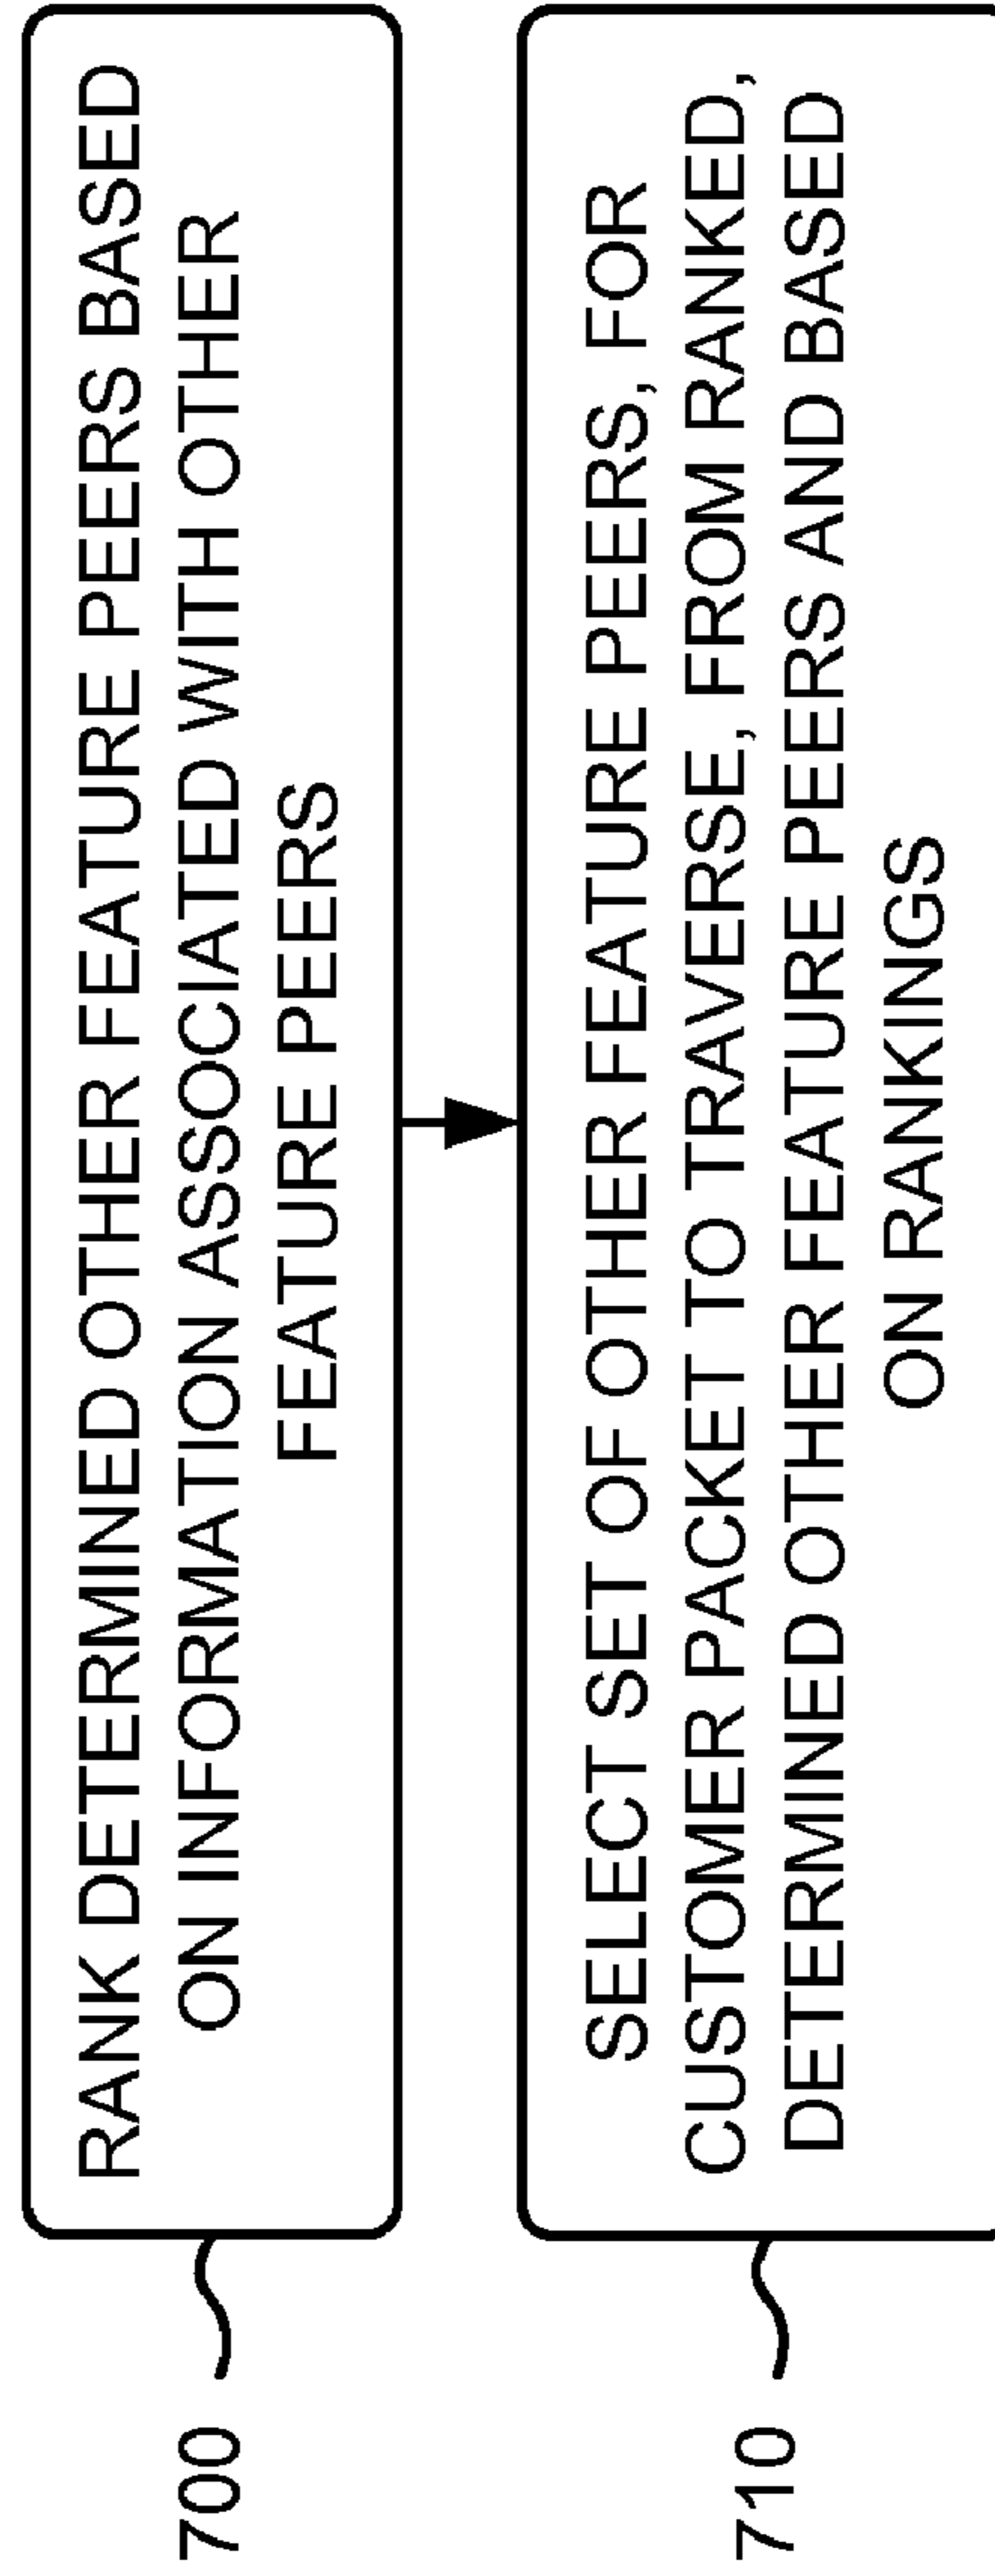 700
RANK DETERMINED OTHER FEATURE PEERS BASED
ON INFORMATION ASSOCIATED WITH OTHER
FEATURE PEERS
710
SELECT SET OF OTHER FEATURE PEERS, FOR
CUSTOMER PACKET TO TRAVERSE, FROM RANKED,
DETERMINED OTHER FEATURE PEERS AND BASED
ON RANKINGS